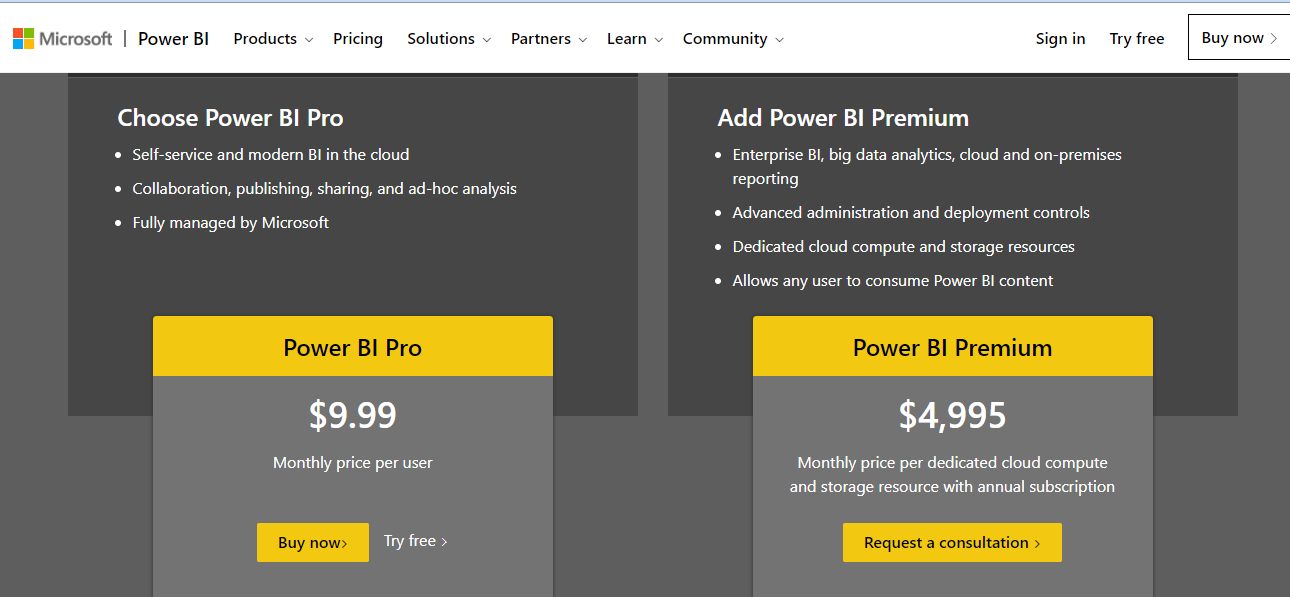 Microsoft | Power BI Products Pricing Solutions Partners Learn Community Sign in Try free Buy now
Choose Power BI Pro
Self-service and modern BI in the cloud
Collaboration, publishing, sharing, and ad-hoc analysis
Fully managed by Microsoft
Add Power BI Premium
Enterprise BI, big data analytics, cloud and on-premises
reporting
Advanced administration and deployment controls
Dedicated cloud compute and storage resources
Allows any user to consume Power BI content
Power BI Pro
$9.99
Monthly price per user
Buy now› Try free ›
Power BI Premium
$4,995
Monthly price per dedicated cloud compute
and storage resource with annual subscription
Request a consultation ›